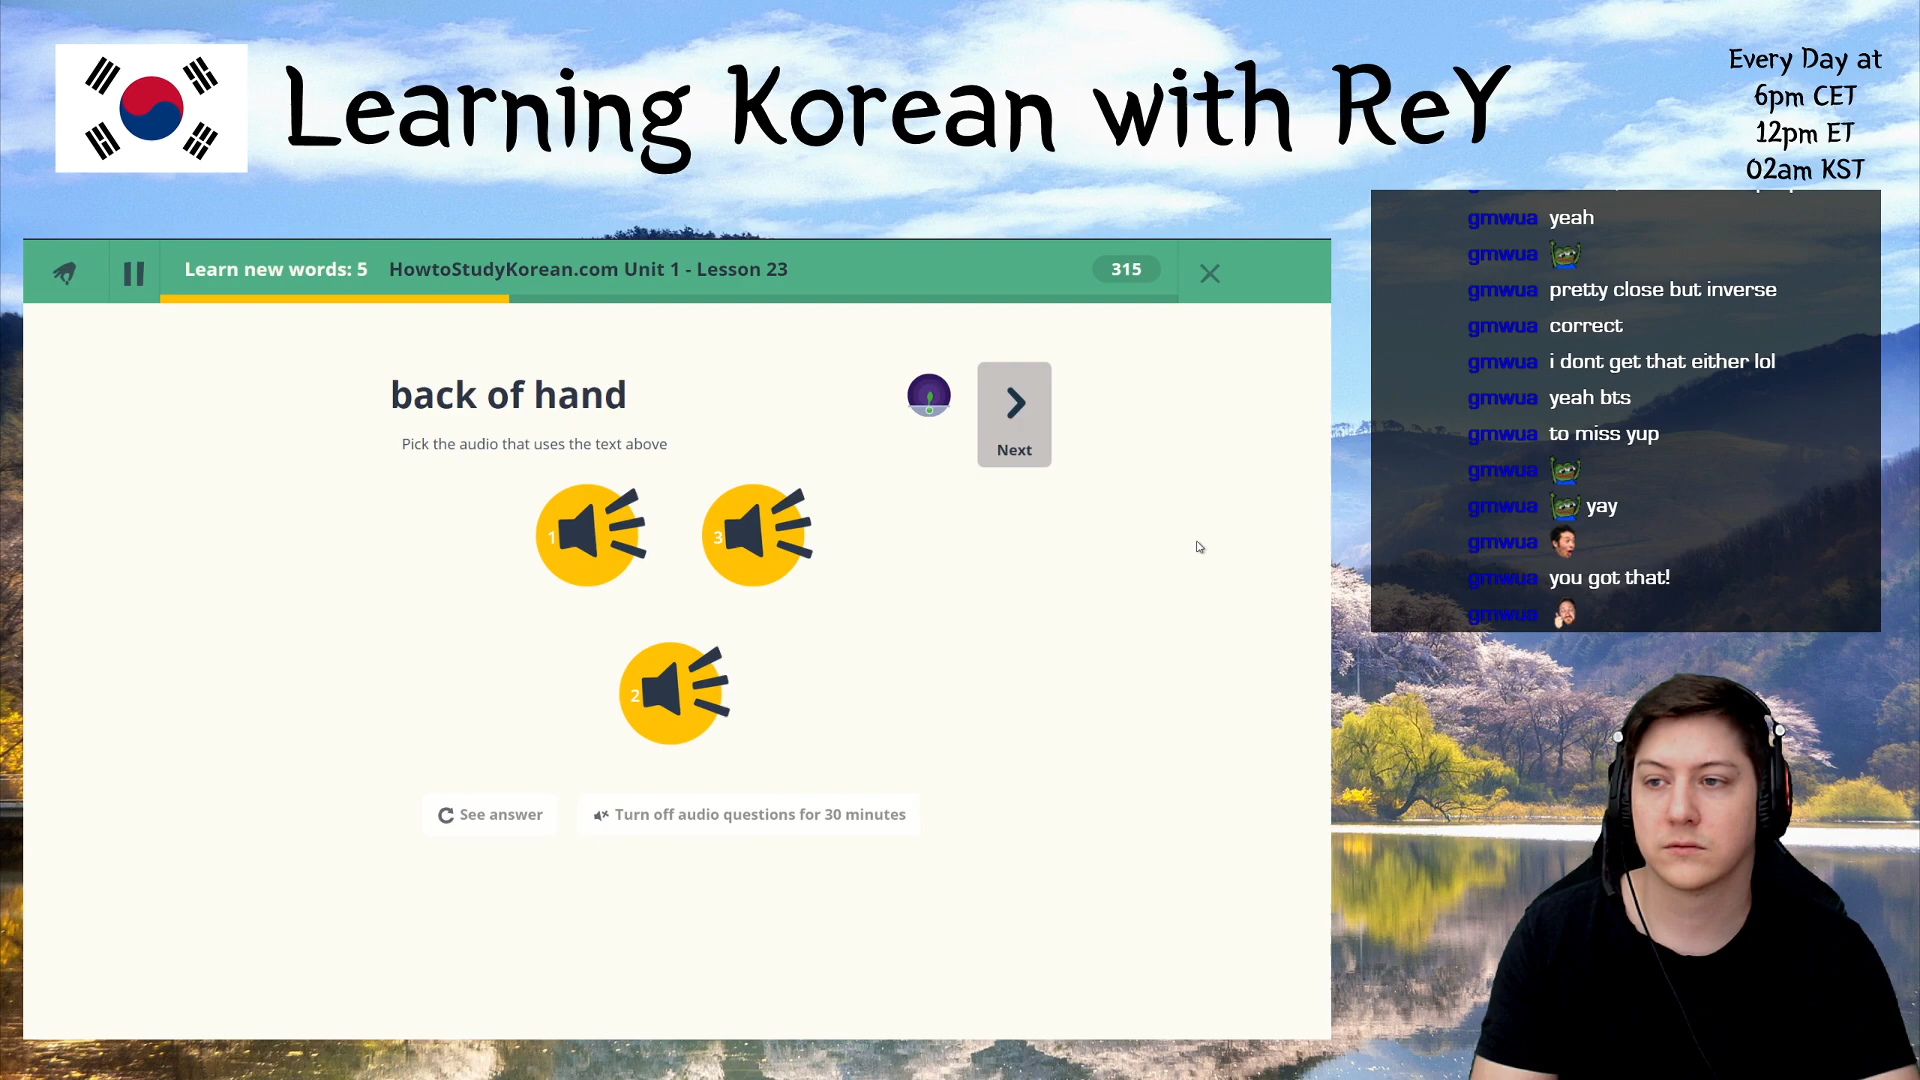 Learning Korean with ReY
Every Day at
6pm CET
12pm ET
02am KST
Learn new words: 5
HowtoStudyKorean.com Unit 1 - Lesson 23
315
back of hand
Pick the audio that uses the text above
Next
1
3
2
See answer
Turn off audio questions for 30 minutes
gmwua yeah
gmwua
gmwua pretty close but inverse
gmwua correct
gmwua i dont get that either lol
gmwua yeah bts
gmwua to miss yup
gmwua
gmwua yay
gmwua
gmwua you got that!
gmwua